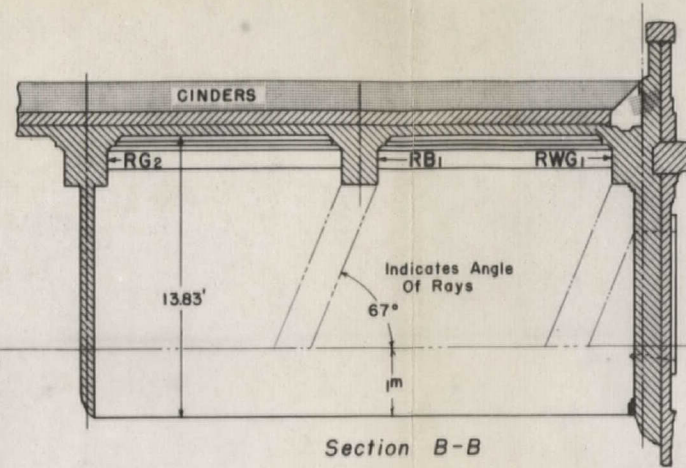 CINDERS
RG₂
RB₁
RWG₁
Indicates Angle
Of Rays
13.83'
67°
1ᵐ
Section B-B